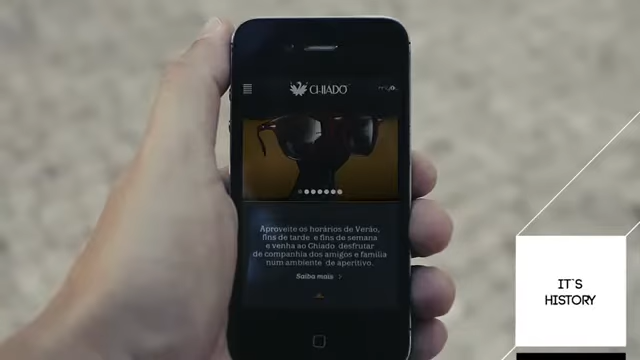 CHIADO
Aproveite os horários de Verão,
fins de tarde e fins de semana
e venha ao Chiado desfrutar
de companhia dos amigos e família
num ambiente de aperitivo.
Saiba mais >
IT`S
HISTORY